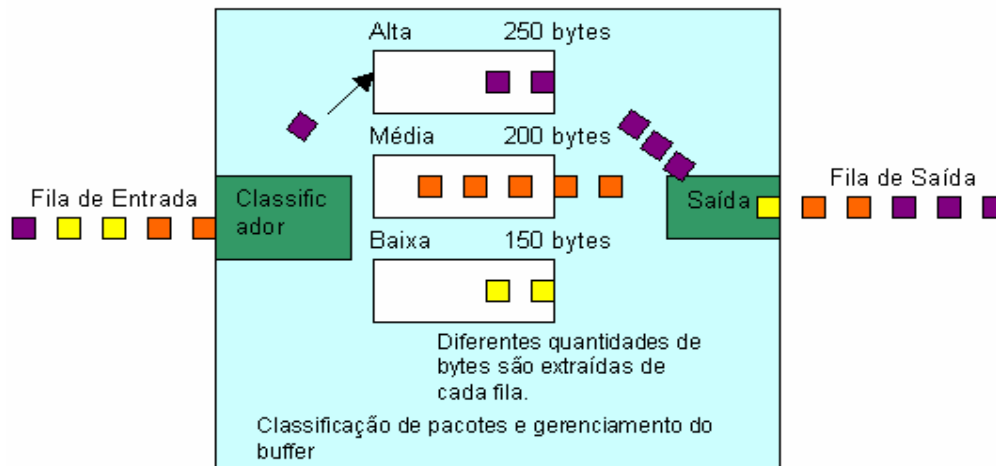 Alta 250 bytes
Média 200 bytes
Fila de Entrada
Classific
ador
Saída
Fila de Saída
Baixa 150 bytes
Diferentes quantidades de
bytes são extraídas de
cada fila.
Classificação de pacotes e gerenciamento do
buffer